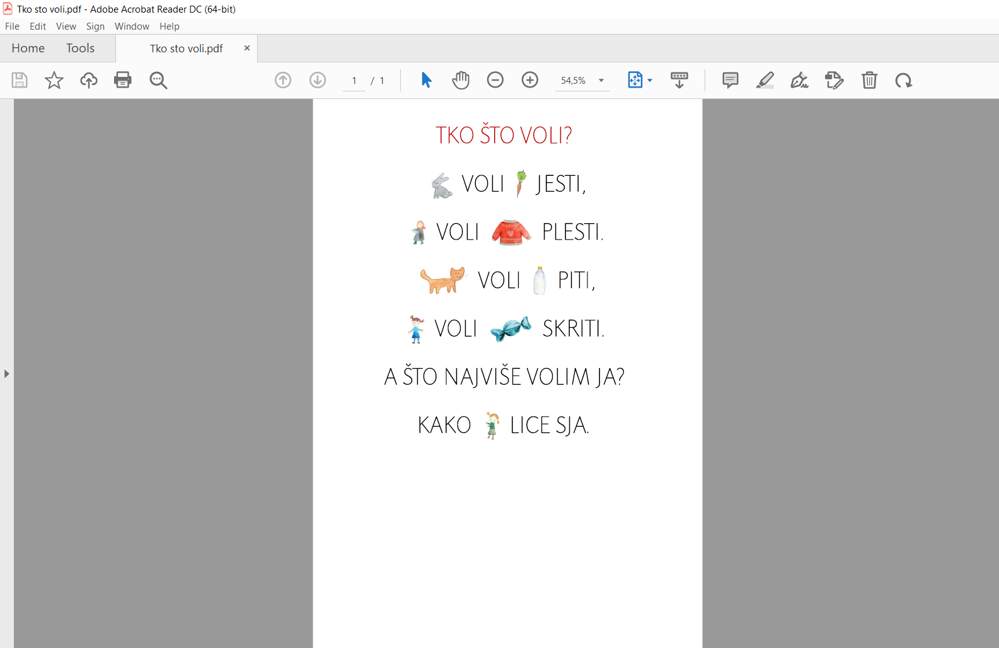 Tko sto voli.pdf - Adobe Acrobat Reader DC (64-bit)
File Edit View Sign Window Help
Home Tools Tko sto voli.pdf ×
1 / 1 54,5%
TKO ŠTO VOLI?
VOLI JESTI,
VOLI PLESTI.
VOLI PITI,
VOLI SKRITI.
A ŠTO NAJVIŠE VOLIM JA?
KAKO LICE SJA.